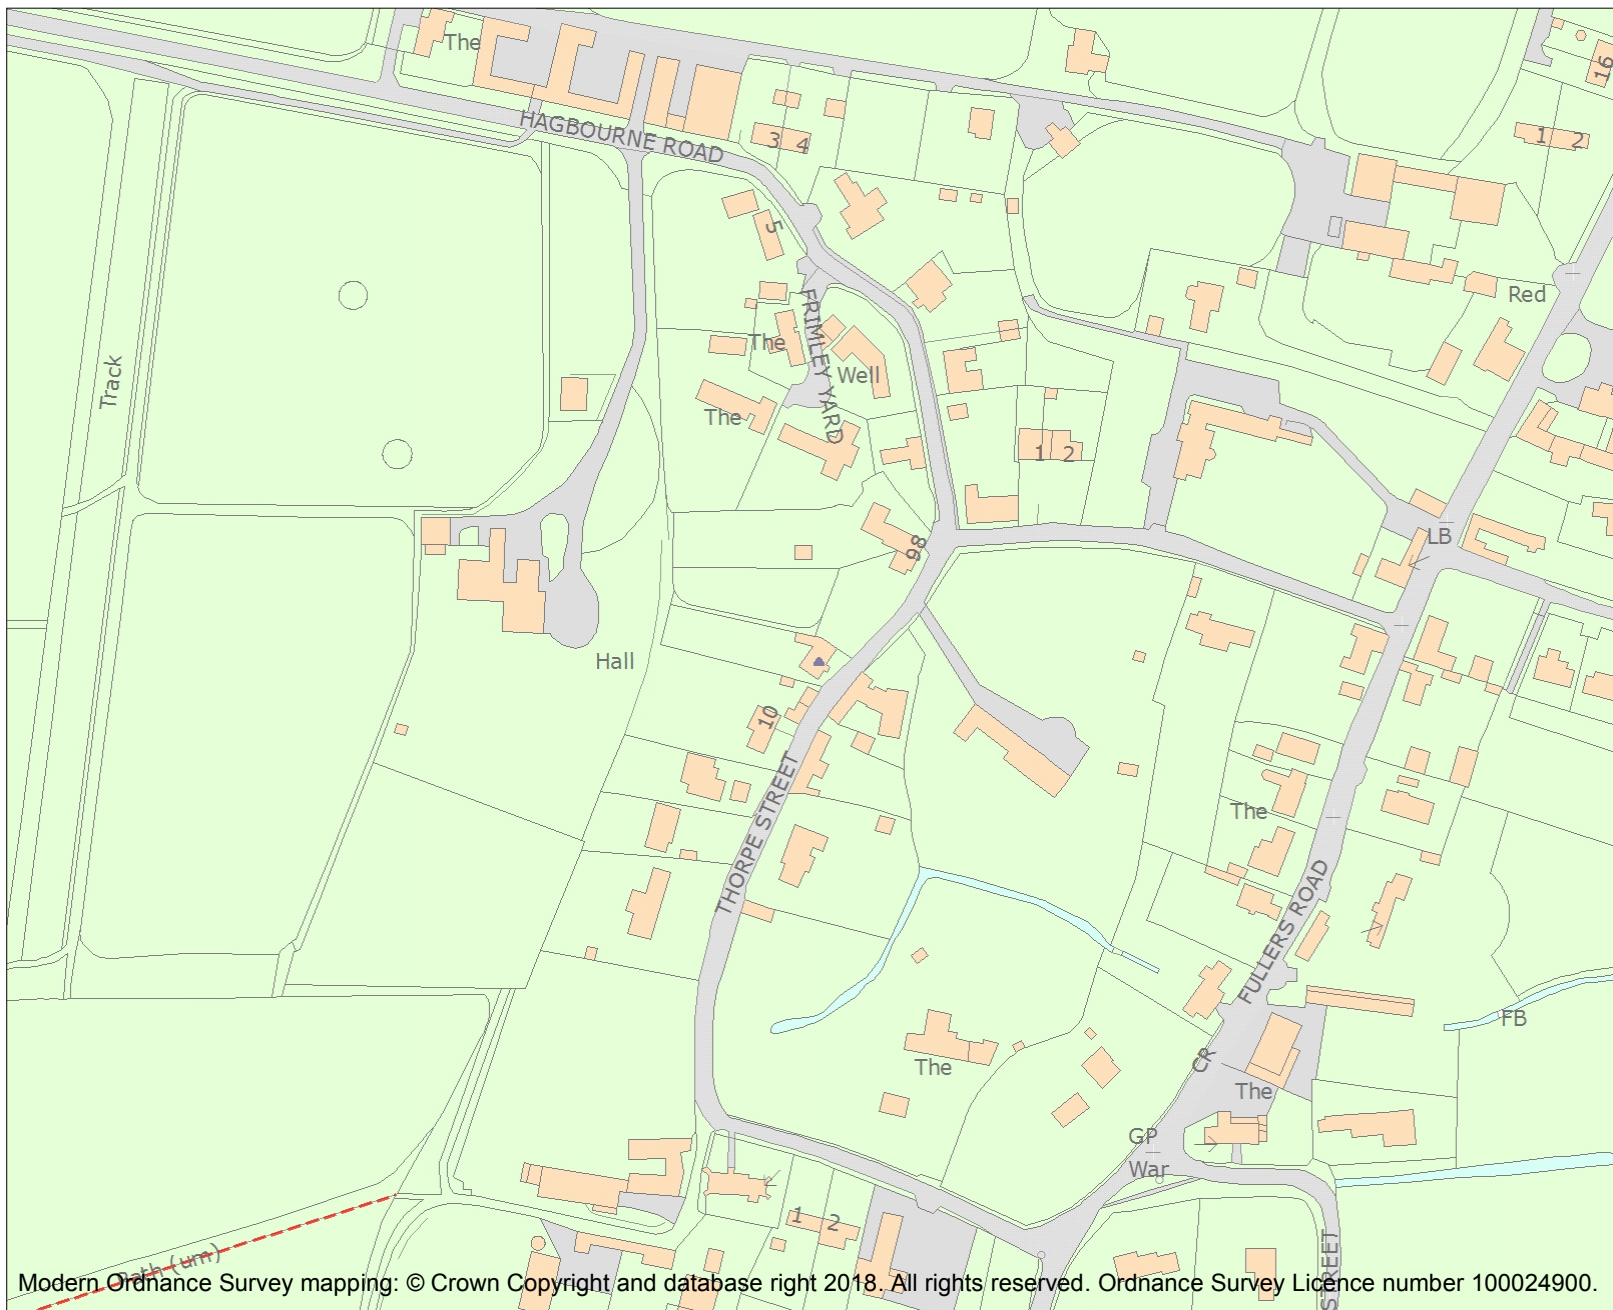 The
16
HAGBOURNE ROAD
3 4
1 2
5
Red
FRIMLEY YARD
The
Well
Track
The
1 2
LB
98
Hall
10
THORPE STREET
The
FULLERS ROAD
FB
CR
The
The
GP
War
1 2
STREET
Path (um)
Modern Ordnance Survey mapping: © Crown Copyright and database right 2018. All rights reserved. Ordnance Survey Licence number 100024900.